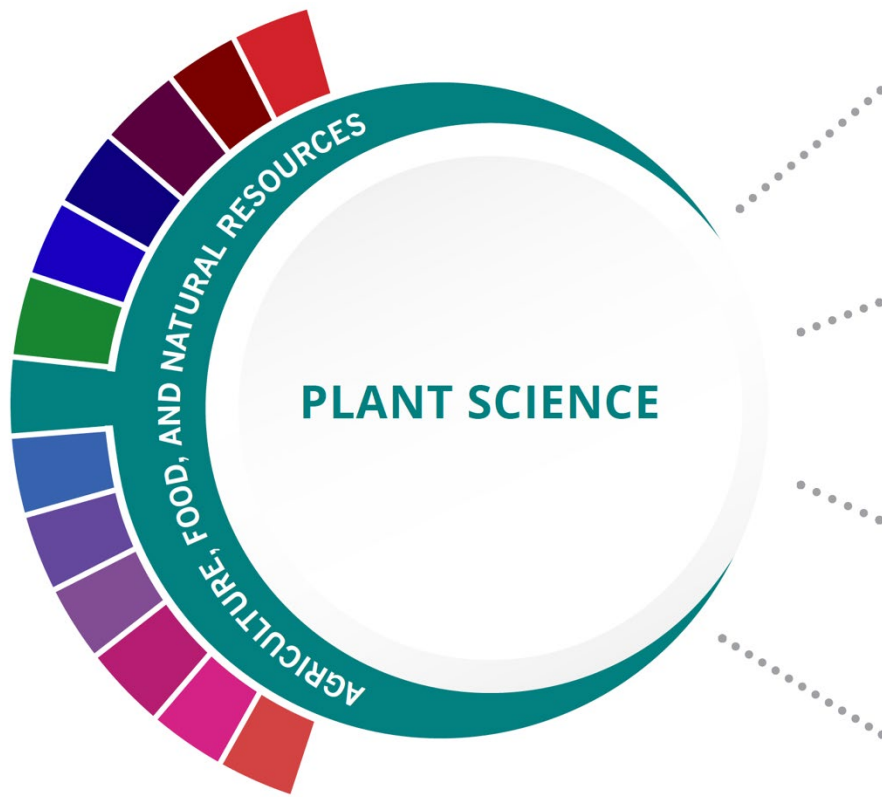 AGRICULTURE, FOOD, AND NATURAL RESOURCES
PLANT SCIENCE